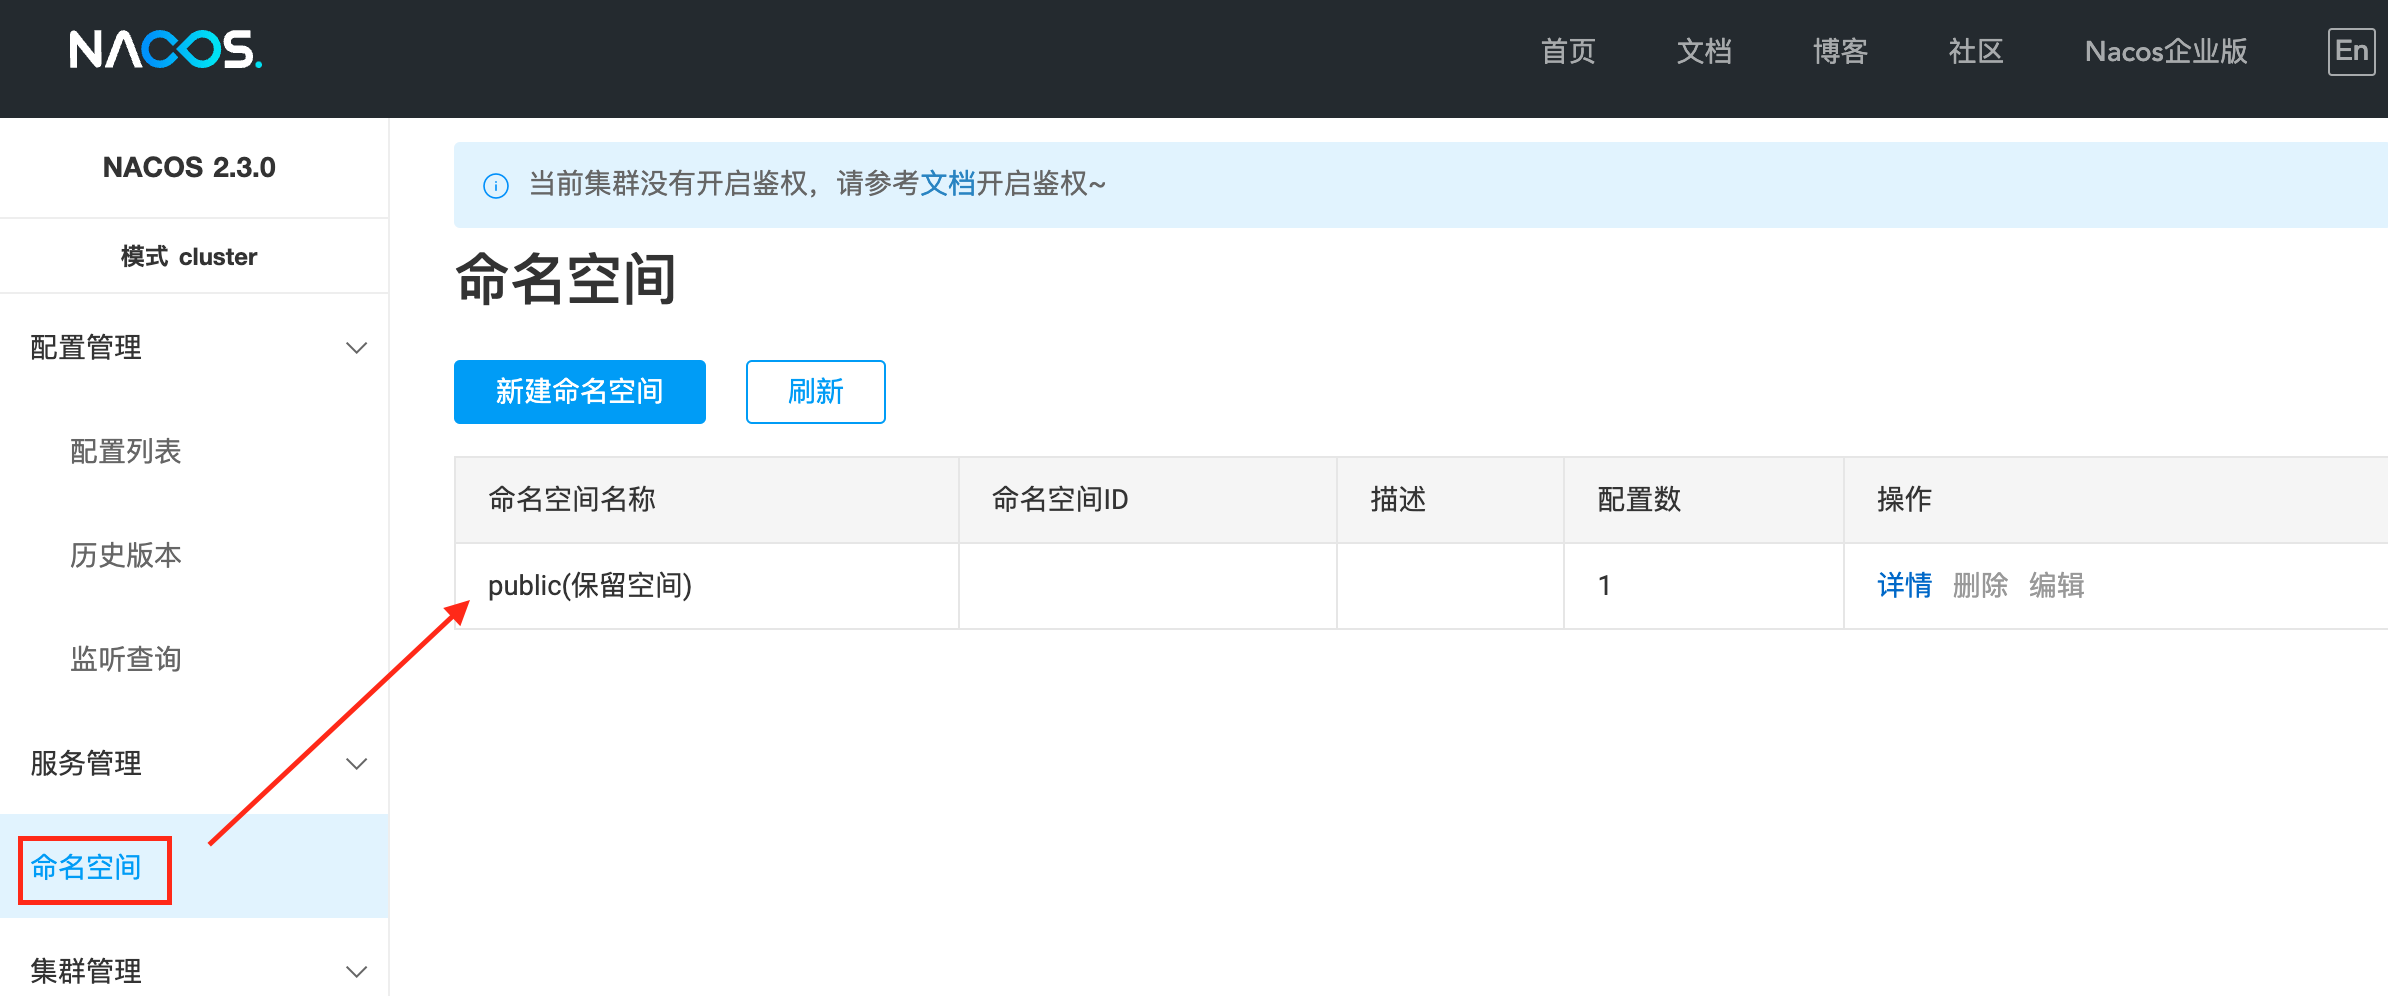 NACOS.
首页 文档 博客 社区 Nacos企业版 En
NACOS 2.3.0
模式 cluster
配置管理
配置列表
历史版本
监听查询
服务管理
命名空间
集群管理
当前集群没有开启鉴权，请参考文档开启鉴权~
命名空间
新建命名空间 刷新
命名空间名称 命名空间ID 描述 配置数 操作
public(保留空间) 1 详情 删除 编辑